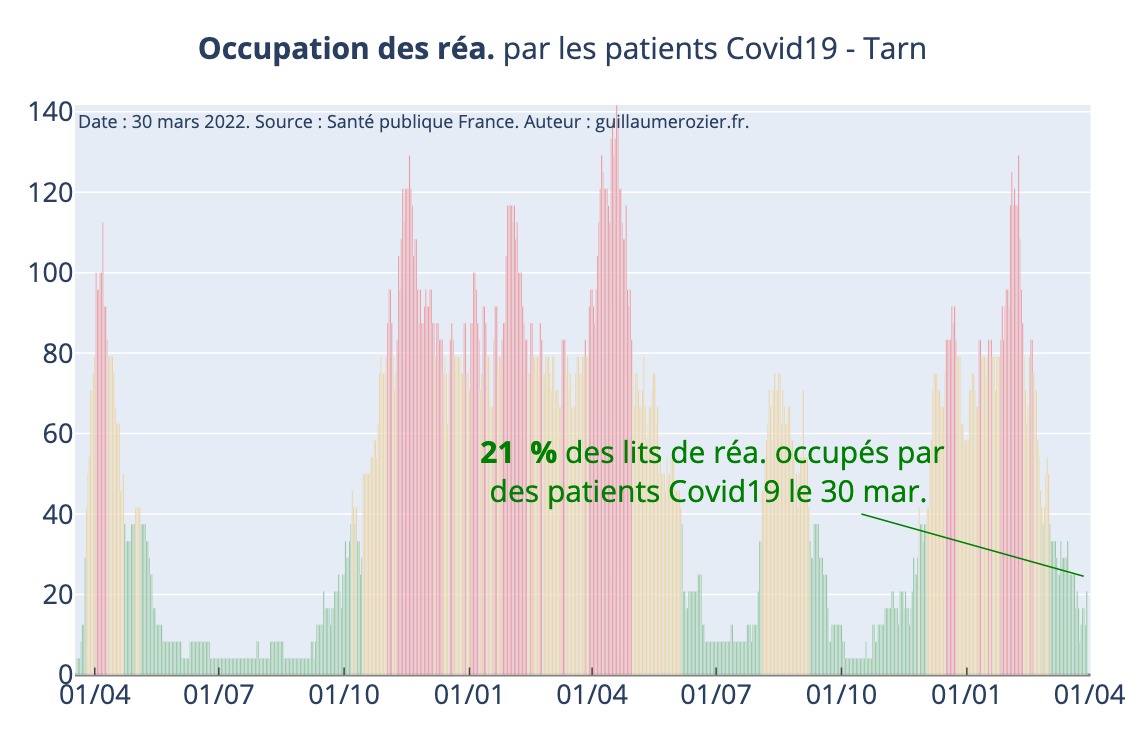 Occupation des réa. par les patients Covid19 - Tarn
140
Date : 30 mars 2022. Source : Santé publique France. Auteur : guillaumerozier.fr.
120
100
80
60
21 % des lits de réa. occupés par
des patients Covid19 le 30 mar.
40
20
0
01/04 01/07 01/10 01/01 01/04 01/07 01/10 01/01 01/04